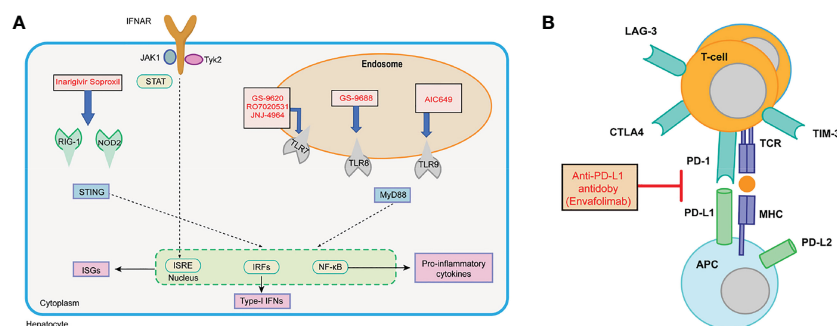 A
IFNAR
JAK1
Tyk2
STAT
Inarigivir Soproxil
RIG-1
NOD2
STING
Endosome
GS-9620
RO7020531
JNJ-4964
GS-9688
AIC649
TLR7
TLR8
TLR9
MyD88
ISGs
ISRE
Nucleus
IRFs
NF-κB
Pro-inflammatory
cytokines
Type-I IFNs
Cytoplasm
Hepatocyte
B
LAG-3
T-cell
CTLA4
TIM-3
TCR
PD-1
Anti-PD-L1
antidoby
(Envafolimab)
PD-L1
MHC
PD-L2
APC